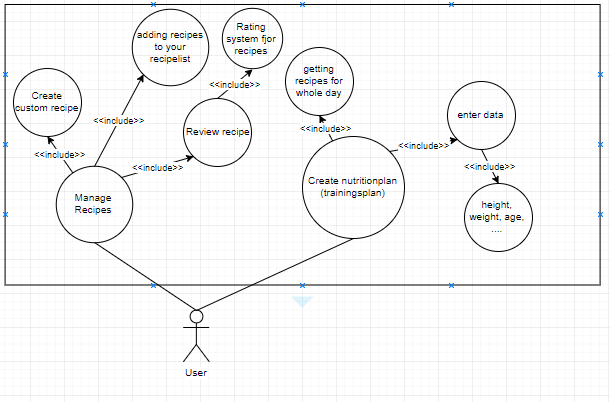 Create
custom recipe
adding recipes
to your
recipelist
Rating
system fjor
recipes
getting
recipes for
whole day
enter data
Review recipe
<<include>>
<<include>>
<<include>>
<<include>>
<<include>>
<<include>>
<<include>>
Manage
Recipes
Create nutritionplan
(trainingsplan)
height,
weight, age,
....
User